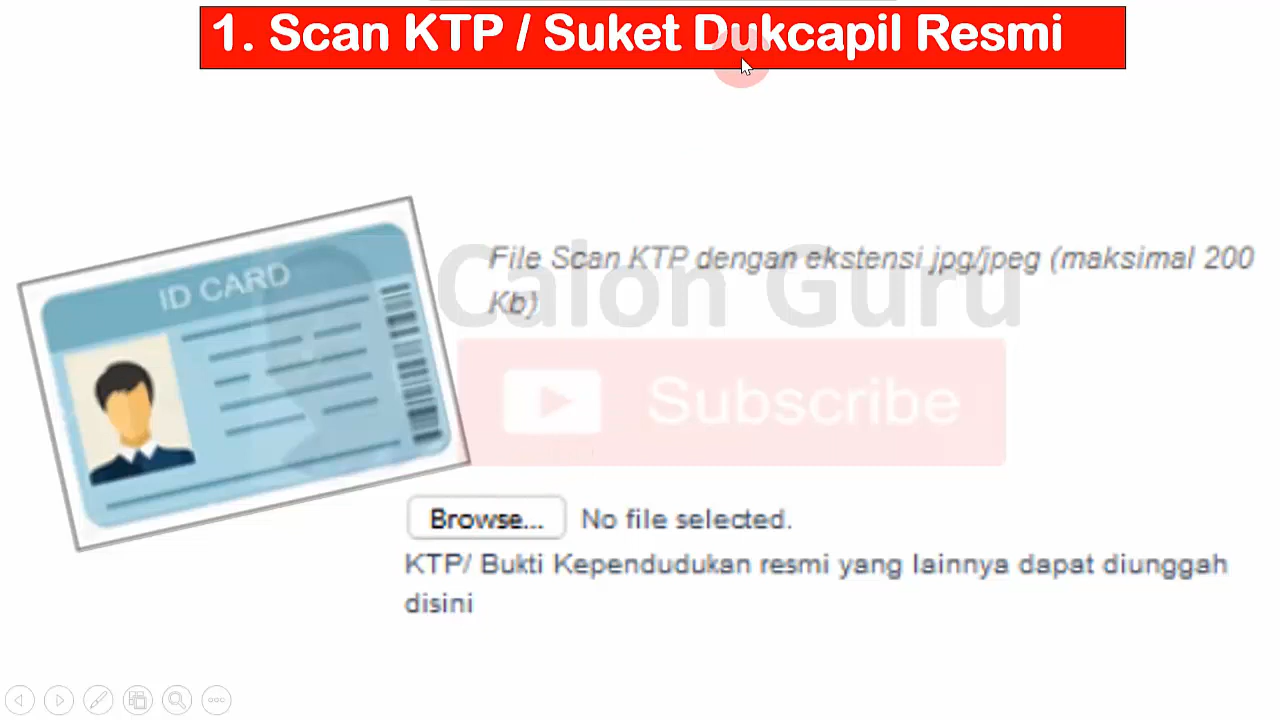 1. Scan KTP / Suket Dukcapil Resmi
ID CARD
File Scan KTP dengan ekstensi jpg/jpeg (maksimal 200
Kb)
Calon Guru
Subscribe
Browse... No file selected.
KTP/ Bukti Kependudukan resmi yang lainnya dapat diunggah
disini